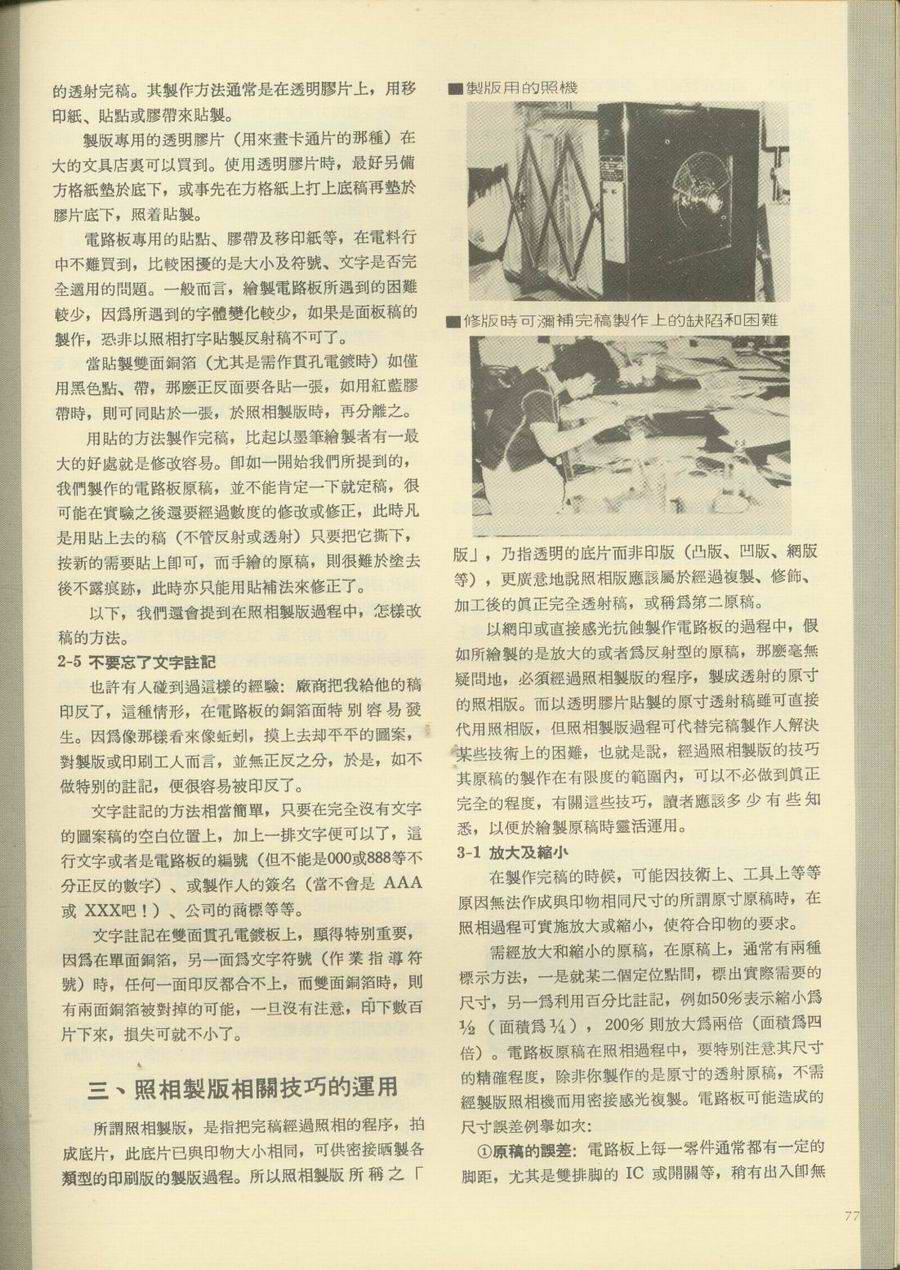 的透射完稿。其製作方法通常是在透明膠片上，用移
印紙、貼點或膠帶來貼製。
製版專用的透明膠片（用來畫卡通片的那種）在
大的文具店裏可以買到。使用透明膠片時，最好另備
方格紙墊於底下，或事先在方格紙上打上底稿再墊於
膠片底下，照着貼製。
電路板專用的貼點、膠帶及移印紙等，在電料行
中不難買到，比較困擾的是大小及符號、文字是否完
全適用的問題。一般而言，繪製電路板所遇到的困難
較少，因爲所遇到的字體變化較少，如果是面板稿的
製作，恐非以照相打字貼製反射稿不可了。
當貼製雙面銅箔（尤其是需作貫孔電鍍時）如僅
用黑色點、帶，那麽正反面要各貼一張，如用紅藍膠
帶時，則可同貼於一張，於照相製版時，再分離之。
用貼的方法製作完稿，比起以墨筆繪製者有一最
大的好處就是修改容易。卽如一開始我們所提到的，
我們製作的電路板原稿，並不能肯定一下就定稿，很
可能在實驗之後還要經過數度的修改或修正，此時凡
是用貼上去的稿（不管反射或透射）只要把它撕下，
按新的需要貼上卽可，而手繪的原稿，則很難於塗去
後不露痕跡，此時亦只能用貼補法來修正了。
以下，我們還會提到在照相製版過程中，怎樣改
稿的方法。
2-5 不要忘了文字註記
也許有人碰到過這樣的經驗：廠商把我給他的稿
印反了，這種情形，在電路板的銅箔面特別容易發
生。因爲像那樣看來像蚯蚓，摸上去却平平的圖案，
對製版或印刷工人而言，並無正反之分，於是，如不
做特別的註記，便很容易被印反了。
文字註記的方法相當簡單，只要在完全沒有文字
的圖案稿的空白位置上，加上一排文字便可以了，這
行文字或者是電路板的編號（但不能是000或888等不
分正反的數字）、或製作人的簽名（當不會是 AAA
或 XXX吧！）、公司的商標等等。
文字註記在雙面貫孔電鍍板上，顯得特別重要，
因爲在單面銅箔，另一面爲文字符號（作業指導符
號）時，任何一面印反都合不上，而雙面銅箔時，則
有兩面銅箔被對掉的可能，一旦沒有注意，印下數百
片下來，損失可就不小了。
三、照相製版相關技巧的運用
所謂照相製版，是指把完稿經過照相的程序，拍
成底片，此底片已與印物大小相同，可供密接晒製各
類型的印刷版的製版過程。所以照相製版所稱之「
■製版用的照機
■修版時可瀰補完稿製作上的缺陷和困難
版」，乃指透明的底片而非印版（凸版、凹版、網版
等），更廣意地說照相版應該屬於經過複製、修飾、
加工後的眞正完全透射稿，或稱爲第二原稿。
以網印或直接感光抗蝕製作電路板的過程中，假
如所繪製的是放大的或者爲反射型的原稿，那麽毫無
疑問地，必須經過照相製版的程序，製成透射的原寸
的照相版。而以透明膠片貼製的原寸透射稿雖可直接
代用照相版，但照相製版過程可代替完稿製作人解決
某些技術上的困難，也就是說，經過照相製版的技巧
其原稿的製作在有限度的範圍內，可以不必做到眞正
完全的程度，有關這些技巧，讀者應該多少有些知
悉，以便於繪製原稿時靈活運用。
3-1 放大及縮小
在製作完稿的時候，可能因技術上、工具上等等
原因無法作成與印物相同尺寸的所謂原寸原稿時，在
照相過程可實施放大或縮小，使符合印物的要求。
需經放大和縮小的原稿，在原稿上，通常有兩種
標示方法，一是就某二個定位點間，標出實際需要的
尺寸，另一爲利用百分比註記，例如50%表示縮小爲
½（面積爲¼），200%則放大爲兩倍（面積爲四
倍）。電路板原稿在照相過程中，要特別注意其尺寸
的精確程度，除非你製作的是原寸的透射原稿，不需
經製版照相機而用密接感光複製。電路板可能造成的
尺寸誤差例舉如次：
①原稿的誤差：電路板上每一零件通常都有一定的
脚距，尤其是雙排脚的 IC 或開關等，稍有出入卽無
77